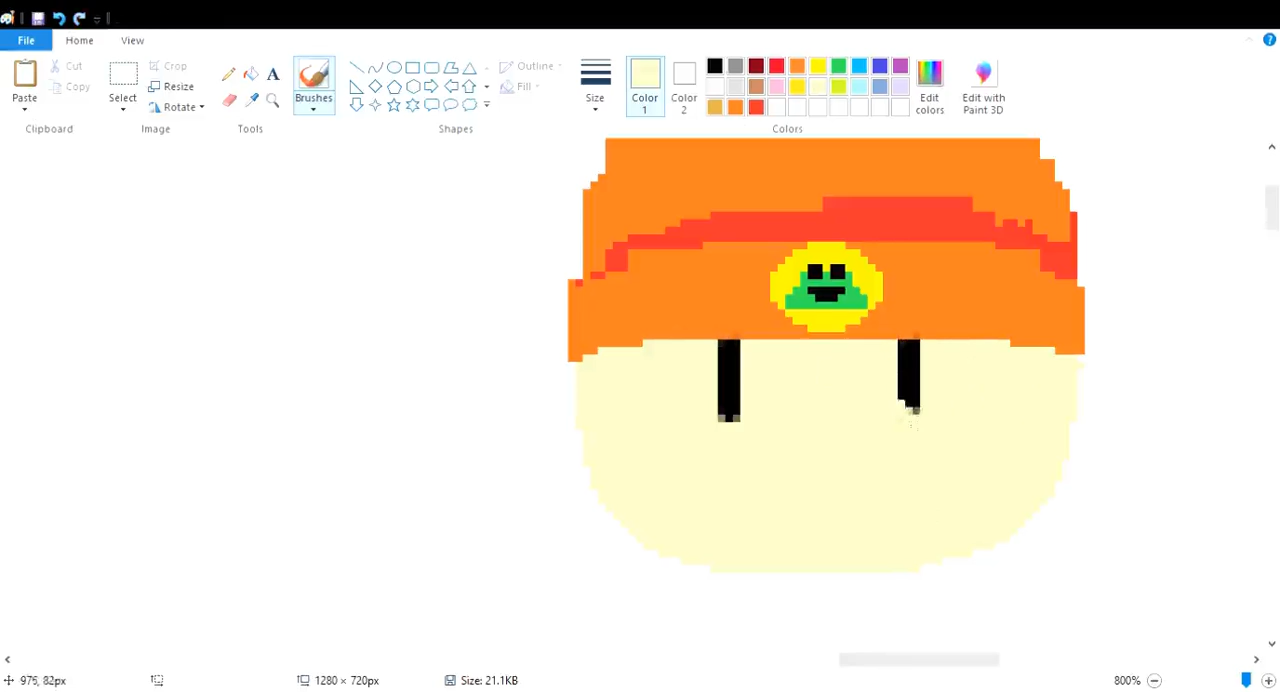 File Home View
Paste
Cut
Copy
Clipboard
Select
Crop
Resize
Rotate
Image
A
Tools
Brushes
Outline
Fill
Shapes
Size
Color 1
Color 2
Edit colors
Edit with Paint 3D
Colors
975, 82px 1280 × 720px Size: 21.1KB 800%